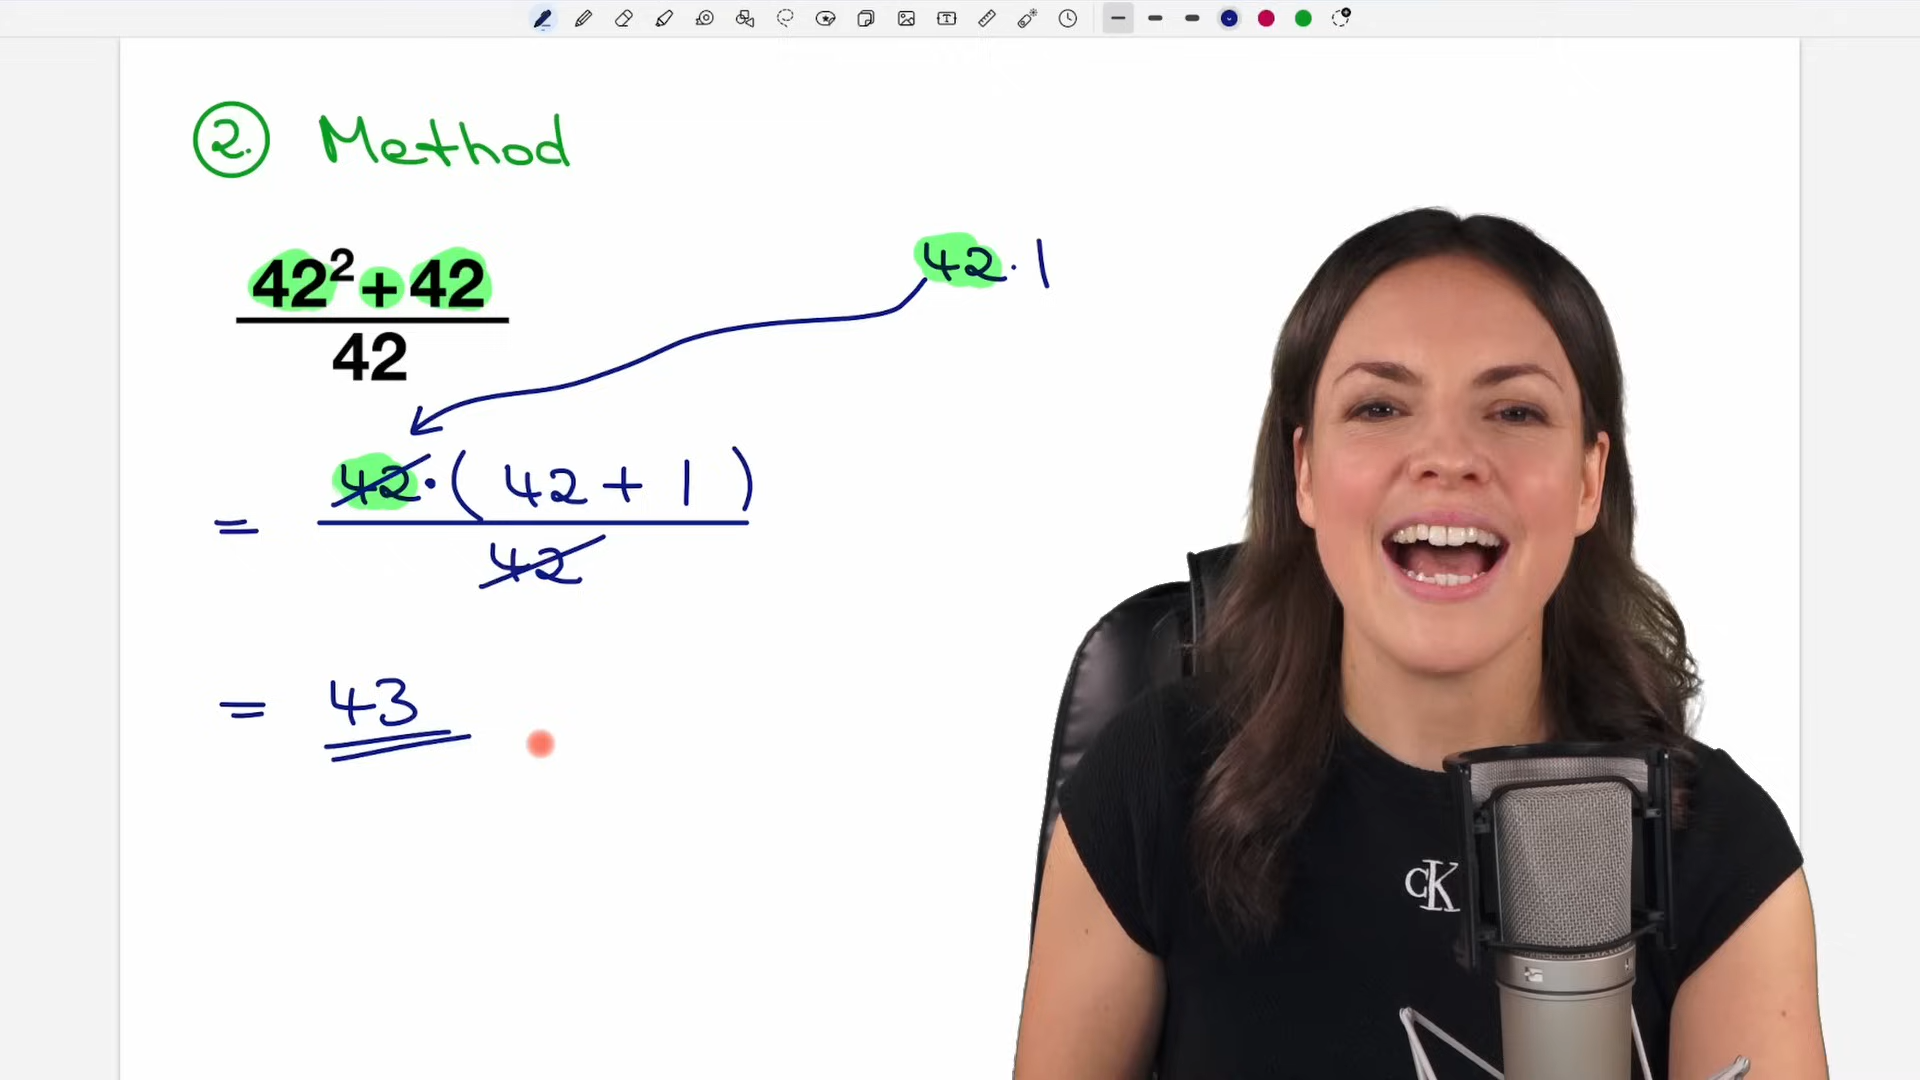 2. Method
42² + 42
42
42 · 1
= 42 · ( 42 + 1 )
42
= 43
CK